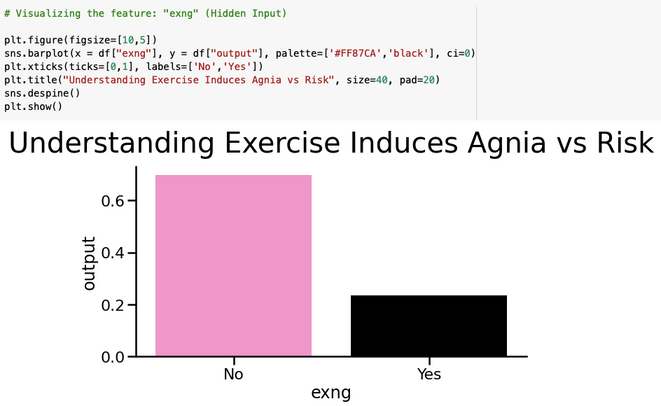 # Visualizing the feature: "exng" (Hidden Input)
plt.figure(figsize=[10,5])
sns.barplot(x = df["exng"], y = df["output"], palette=['#FF87CA','black'], ci=0)
plt.xticks(ticks=[0,1], labels=['No','Yes'])
plt.title("Understanding Exercise Induces Agnia vs Risk", size=40, pad=20)
sns.despine()
plt.show()
Understanding Exercise Induces Agnia vs Risk
0.6
0.4
output
0.2
0.0
No Yes
exng